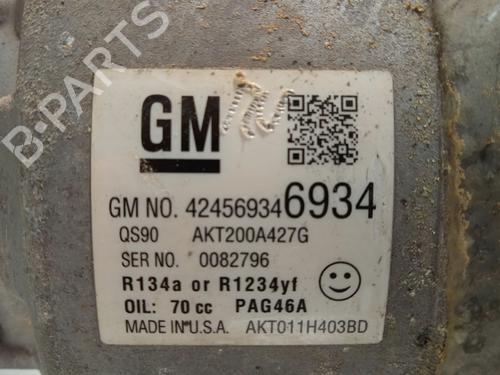 GM
GM NO. 42456934 6934
QS90 AKT200A427G
SER NO. 0082796
R134a or R1234yf
OIL: 70 cc PAG46A
MADE IN U.S.A. AKT011H403BD
B-PARTS